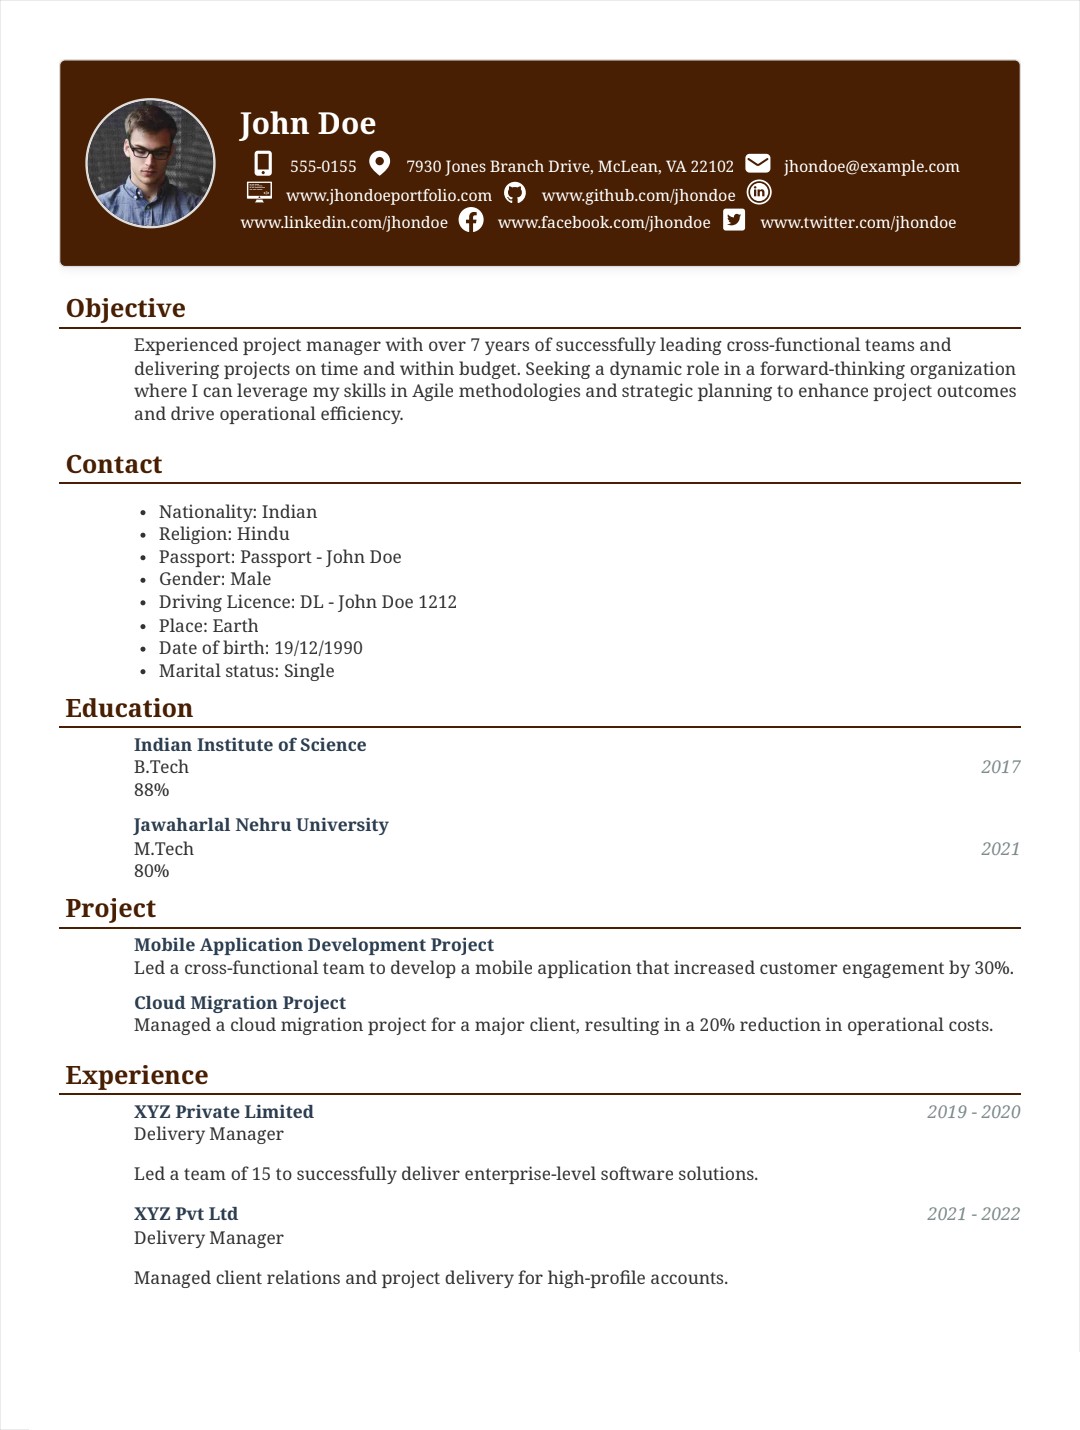 John Doe
555-0155 7930 Jones Branch Drive, McLean, VA 22102 jhondoe@example.com
www.jhondoeportfolio.com www.github.com/jhondoe
www.linkedin.com/jhondoe www.facebook.com/jhondoe www.twitter.com/jhondoe
Objective
Experienced project manager with over 7 years of successfully leading cross-functional teams and
delivering projects on time and within budget. Seeking a dynamic role in a forward-thinking organization
where I can leverage my skills in Agile methodologies and strategic planning to enhance project outcomes
and drive operational efficiency.
Contact
• Nationality: Indian
• Religion: Hindu
• Passport: Passport - John Doe
• Gender: Male
• Driving Licence: DL - John Doe 1212
• Place: Earth
• Date of birth: 19/12/1990
• Marital status: Single
Education
Indian Institute of Science
B.Tech 2017
88%
Jawaharlal Nehru University
M.Tech 2021
80%
Project
Mobile Application Development Project
Led a cross-functional team to develop a mobile application that increased customer engagement by 30%.
Cloud Migration Project
Managed a cloud migration project for a major client, resulting in a 20% reduction in operational costs.
Experience
XYZ Private Limited 2019 - 2020
Delivery Manager
Led a team of 15 to successfully deliver enterprise-level software solutions.
XYZ Pvt Ltd 2021 - 2022
Delivery Manager
Managed client relations and project delivery for high-profile accounts.